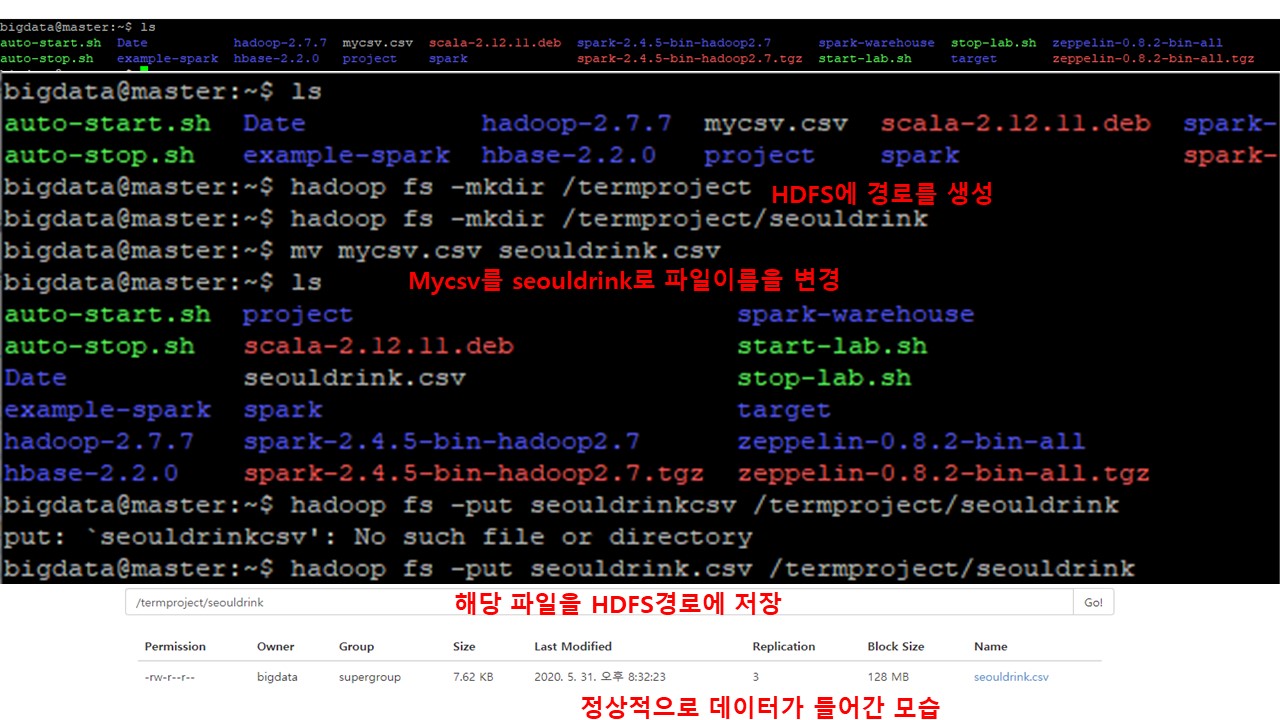 bigdata@master:~$ ls
auto-start.sh Date hadoop-2.7.7 mycsv.csv scala-2.12.11.deb spark-2.4.5-bin-hadoop2.7 spark-warehouse stop-lab.sh zeppelin-0.8.2-bin-all
auto-stop.sh example-spark hbase-2.2.0 project spark spark-2.4.5-bin-hadoop2.7.tgz start-lab.sh target zeppelin-0.8.2-bin-all.tgz
bigdata@master:~$ ls
auto-start.sh Date hadoop-2.7.7 mycsv.csv scala-2.12.11.deb spark-
auto-stop.sh example-spark hbase-2.2.0 project spark spark-
bigdata@master:~$ hadoop fs -mkdir /termproject
HDFS에 경로를 생성
bigdata@master:~$ hadoop fs -mkdir /termproject/seouldrink
bigdata@master:~$ mv mycsv.csv seouldrink.csv
bigdata@master:~$ ls
Mycsv를 seouldrink로 파일이름을 변경
auto-start.sh project spark-warehouse
auto-stop.sh scala-2.12.11.deb start-lab.sh
Date seouldrink.csv stop-lab.sh
example-spark spark target
hadoop-2.7.7 spark-2.4.5-bin-hadoop2.7 zeppelin-0.8.2-bin-all
hbase-2.2.0 spark-2.4.5-bin-hadoop2.7.tgz zeppelin-0.8.2-bin-all.tgz
bigdata@master:~$ hadoop fs -put seouldrinkcsv /termproject/seouldrink
put: `seouldrinkcsv': No such file or directory
bigdata@master:~$ hadoop fs -put seouldrink.csv /termproject/seouldrink
/termproject/seouldrink 해당 파일을 HDFS경로에 저장 Go!
Permission Owner Group Size Last Modified Replication Block Size Name
-rw-r--r-- bigdata supergroup 7.62 KB 2020. 5. 31. 오후 8:32:23 3 128 MB seouldrink.csv
정상적으로 데이터가 들어간 모습